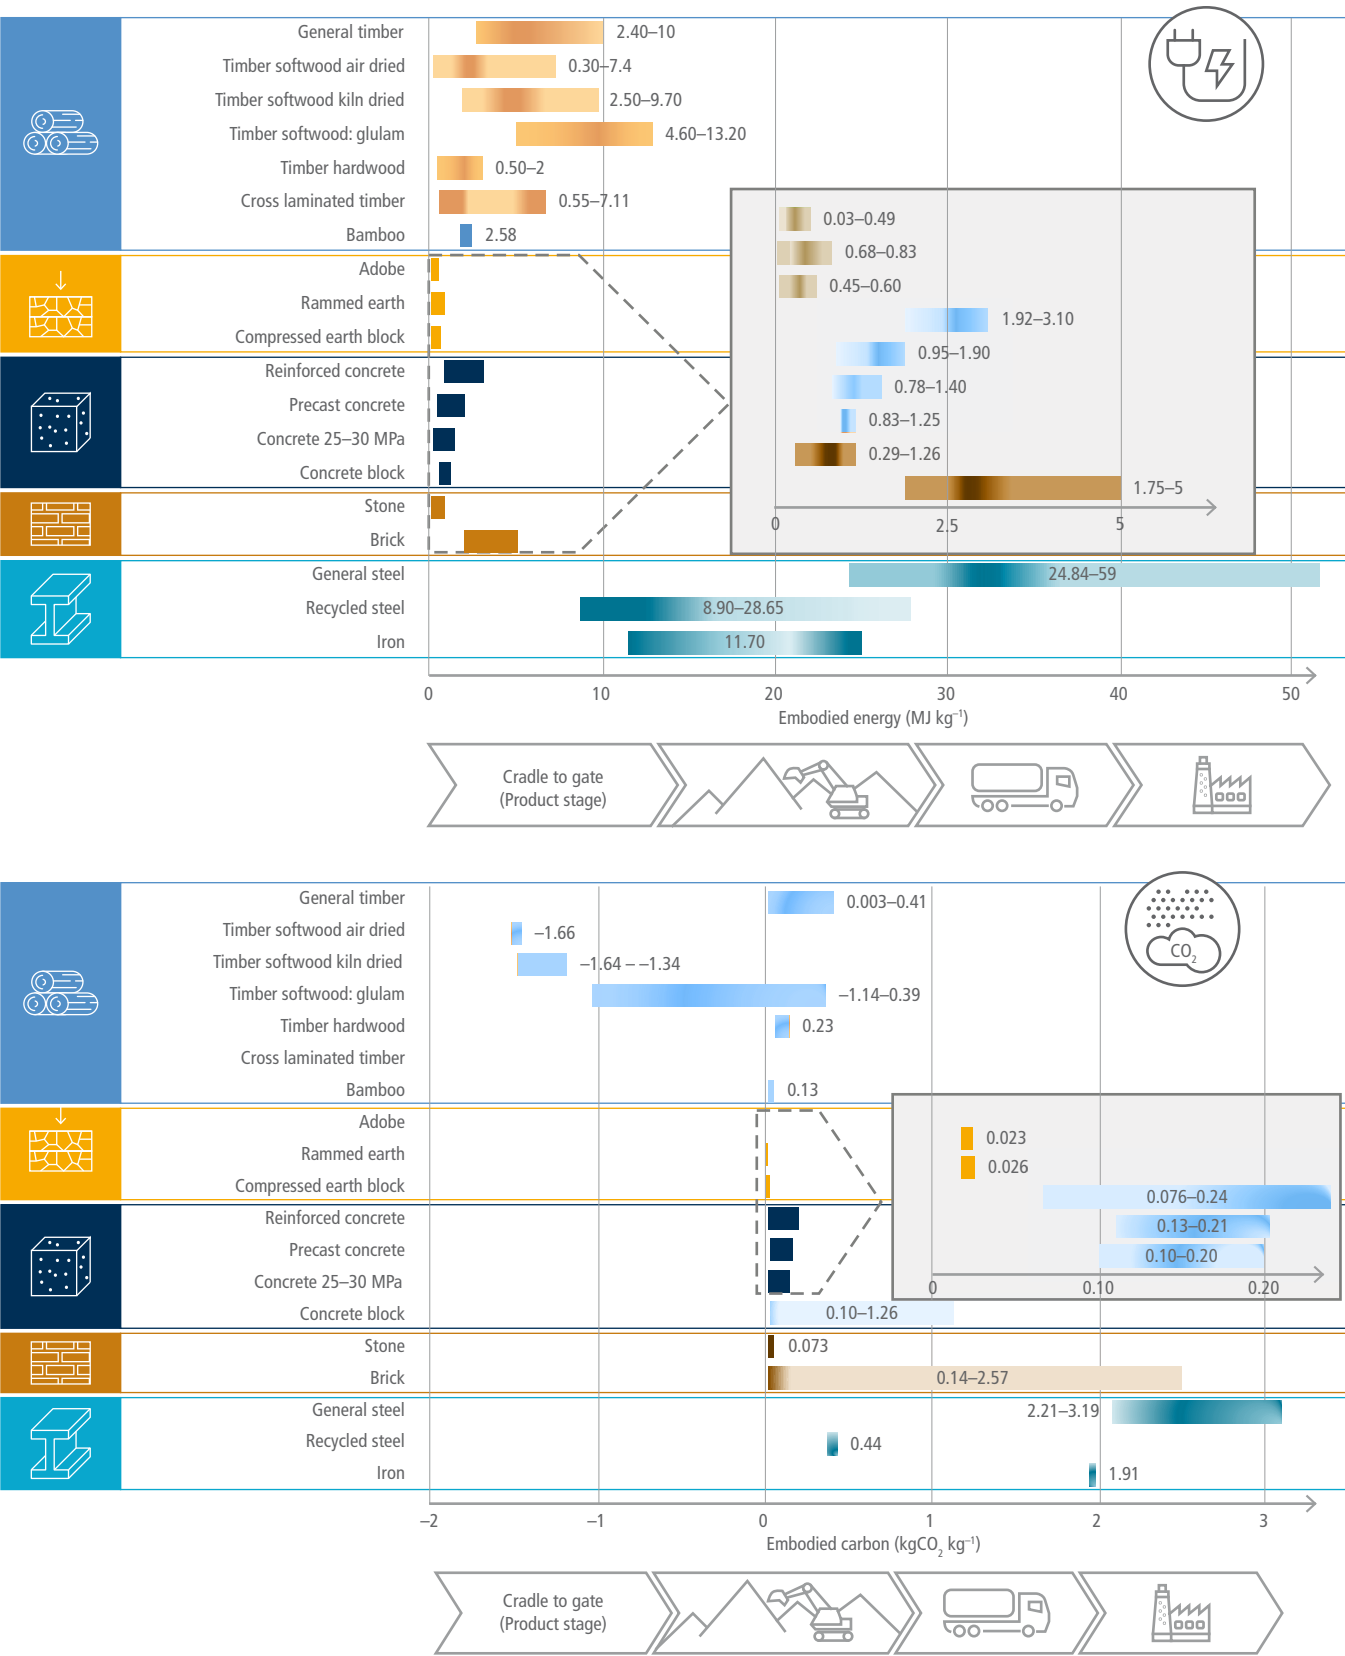 General timber 2.40–10
Timber softwood air dried 0.30–7.4
Timber softwood kiln dried 2.50–9.70
Timber softwood: glulam 4.60–13.20
Timber hardwood 0.50–2
Cross laminated timber 0.55–7.11
Bamboo 2.58
Adobe
Rammed earth
Compressed earth block
Reinforced concrete
Precast concrete
Concrete 25–30 MPa
Concrete block
Stone
Brick
0.03–0.49
0.68–0.83
0.45–0.60
1.92–3.10
0.95–1.90
0.78–1.40
0.83–1.25
0.29–1.26
1.75–5
0 2.5 5
General steel 24.84–59
Recycled steel 8.90–28.65
Iron 11.70
0 10 20 30 40 50
Embodied energy (MJ kg⁻¹)
Cradle to gate
(Product stage)
General timber 0.003–0.41
Timber softwood air dried –1.66
Timber softwood kiln dried –1.64 – –1.34
Timber softwood: glulam –1.14–0.39
Timber hardwood 0.23
Cross laminated timber
Bamboo 0.13
CO₂
Adobe
Rammed earth
Compressed earth block
Reinforced concrete
Precast concrete
Concrete 25–30 MPa
0.023
0.026
0.076–0.24
0.13–0.21
0.10–0.20
0 0.10 0.20
Concrete block 0.10–1.26
Stone 0.073
Brick 0.14–2.57
General steel 2.21–3.19
Recycled steel 0.44
Iron 1.91
–2 –1 0 1 2 3
Embodied carbon (kgCO₂ kg⁻¹)
Cradle to gate
(Product stage)